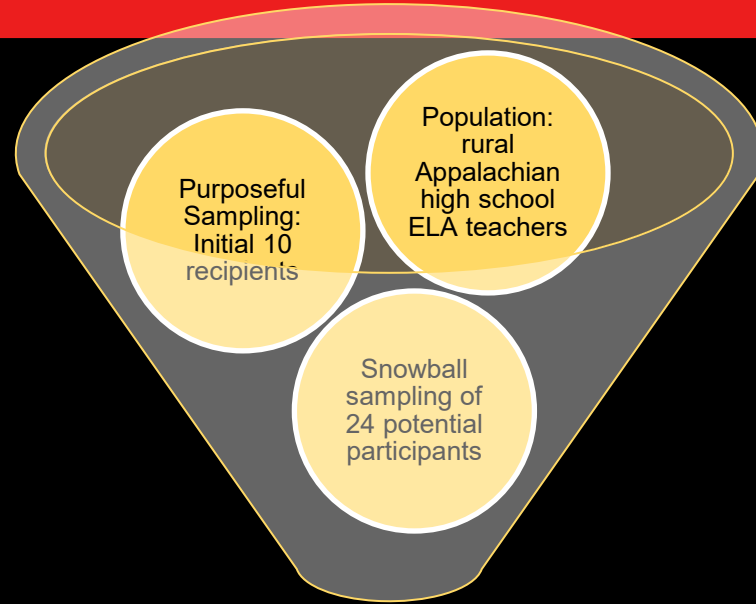 Population:
rural
Appalachian
high school
ELA teachers
Purposeful
Sampling:
Initial 10
recipients
Snowball
sampling of
24 potential
participants